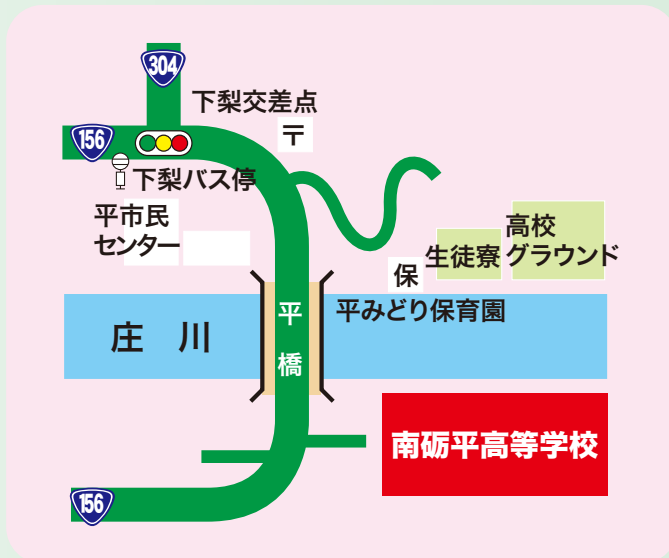 304
下梨交差点
〒
156
下梨バス停
平市民
センター
高校
グラウンド
生徒寮
保
平みどり保育園
庄川
平橋
南砺平高等学校
156